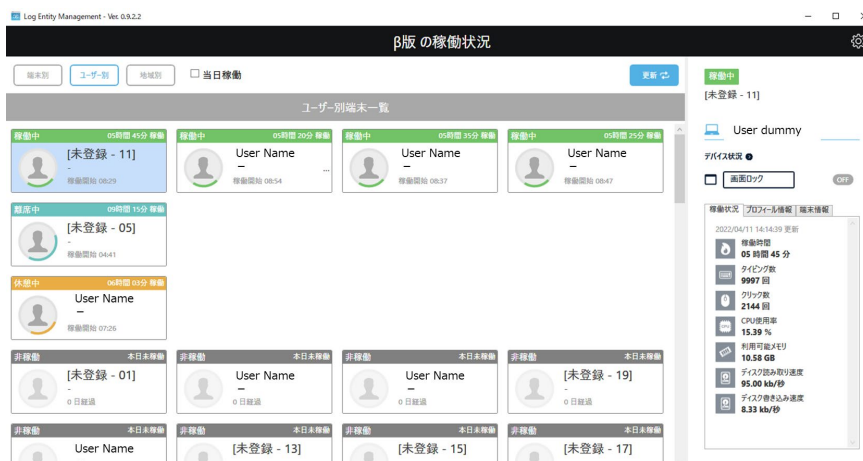 Log Entity Management - Ver. 0.9.2.2
β版 の稼働状況
端末別 ユーザー別 地域別 当日稼働 更新
ユーザー別端末一覧
稼働中 05時間 45分 稼働
[未登録 - 11]
-
稼働開始 08:29
稼働中 05時間 20分 稼働
User Name
–
稼働開始 08:54
...
稼働中 05時間 35分 稼働
User Name
–
稼働開始 08:37
稼働中 05時間 25分 稼働
User Name
–
稼働開始 08:47
離席中 09時間 15分 稼働
[未登録 - 05]
-
稼働開始 04:41
休憩中 06時間 03分 稼働
User Name
–
稼働開始 07:26
非稼働 本日未稼働
[未登録 - 01]
-
0 日経過
非稼働 本日未稼働
User Name
–
0 日経過
非稼働 本日未稼働
User Name
–
0 日経過
非稼働 本日未稼働
[未登録 - 19]
-
0 日経過
非稼働 本日未稼働
User Name
非稼働 本日未稼働
[未登録 - 13]
非稼働 本日未稼働
[未登録 - 15]
非稼働 本日未稼働
[未登録 - 17]
稼働中
[未登録 - 11]
User dummy
デバイス状況
画面ロック OFF
稼働状況 プロフィール情報 端末情報
2022/04/11 14:14:39 更新
稼働時間
05 時間 45 分
タイピング数
9997 回
クリック数
2144 回
CPU使用率
15.39 %
利用可能メモリ
10.58 GB
ディスク読み取り速度
95.00 kb/秒
ディスク書き込み速度
8.33 kb/秒